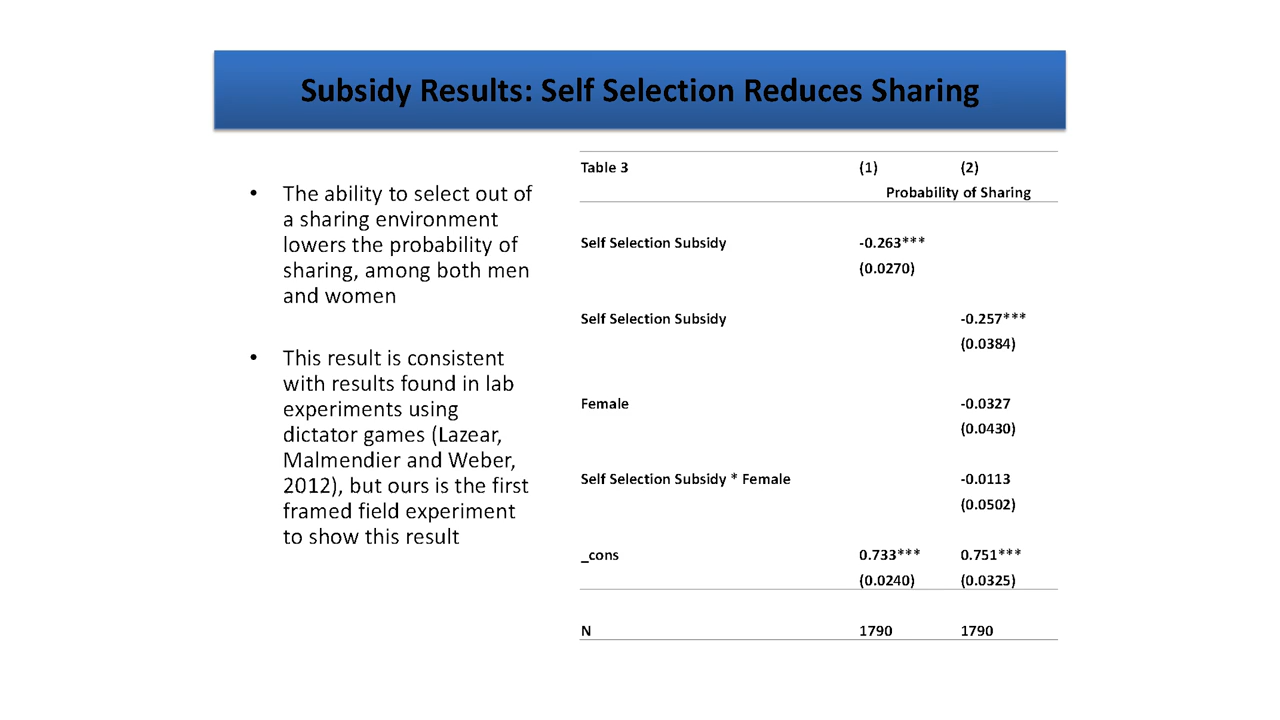 Subsidy Results: Self Selection Reduces Sharing
• The ability to select out of
a sharing environment
lowers the probability of
sharing, among both men
and women
• This result is consistent
with results found in lab
experiments using
dictator games (Lazear,
Malmendier and Weber,
2012), but ours is the first
framed field experiment
to show this result
Table 3 (1) (2)
Probability of Sharing
Self Selection Subsidy -0.263***
(0.0270)
Self Selection Subsidy -0.257***
(0.0384)
Female -0.0327
(0.0430)
Self Selection Subsidy * Female -0.0113
(0.0502)
_cons 0.733*** 0.751***
(0.0240) (0.0325)
N 1790 1790